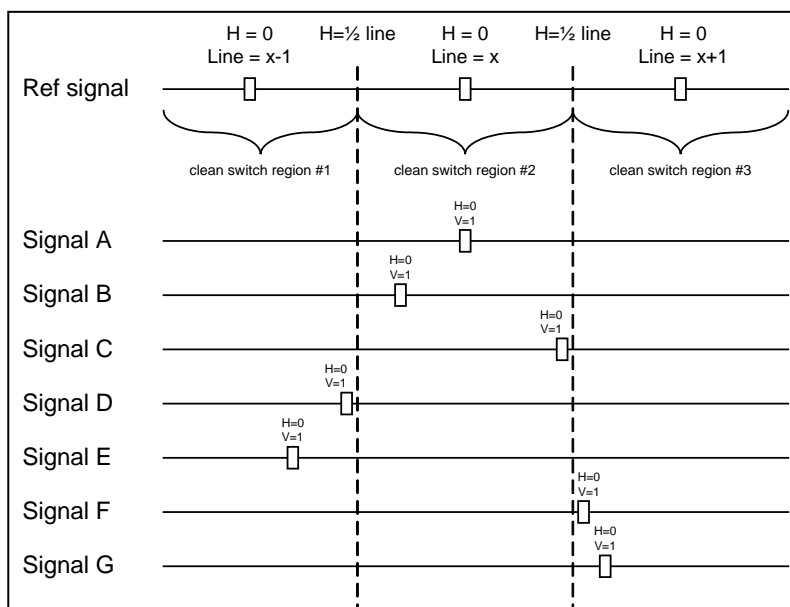 H = 0 H=½ line H = 0 H=½ line H = 0
Line = x-1 Line = x Line = x+1
Ref signal
clean switch region #1 clean switch region #2 clean switch region #3
H=0
V=1
Signal A
H=0
V=1
Signal B
H=0
V=1
Signal C
H=0
V=1
Signal D
H=0
V=1
Signal E
H=0
V=1
Signal F
H=0
V=1
Signal G